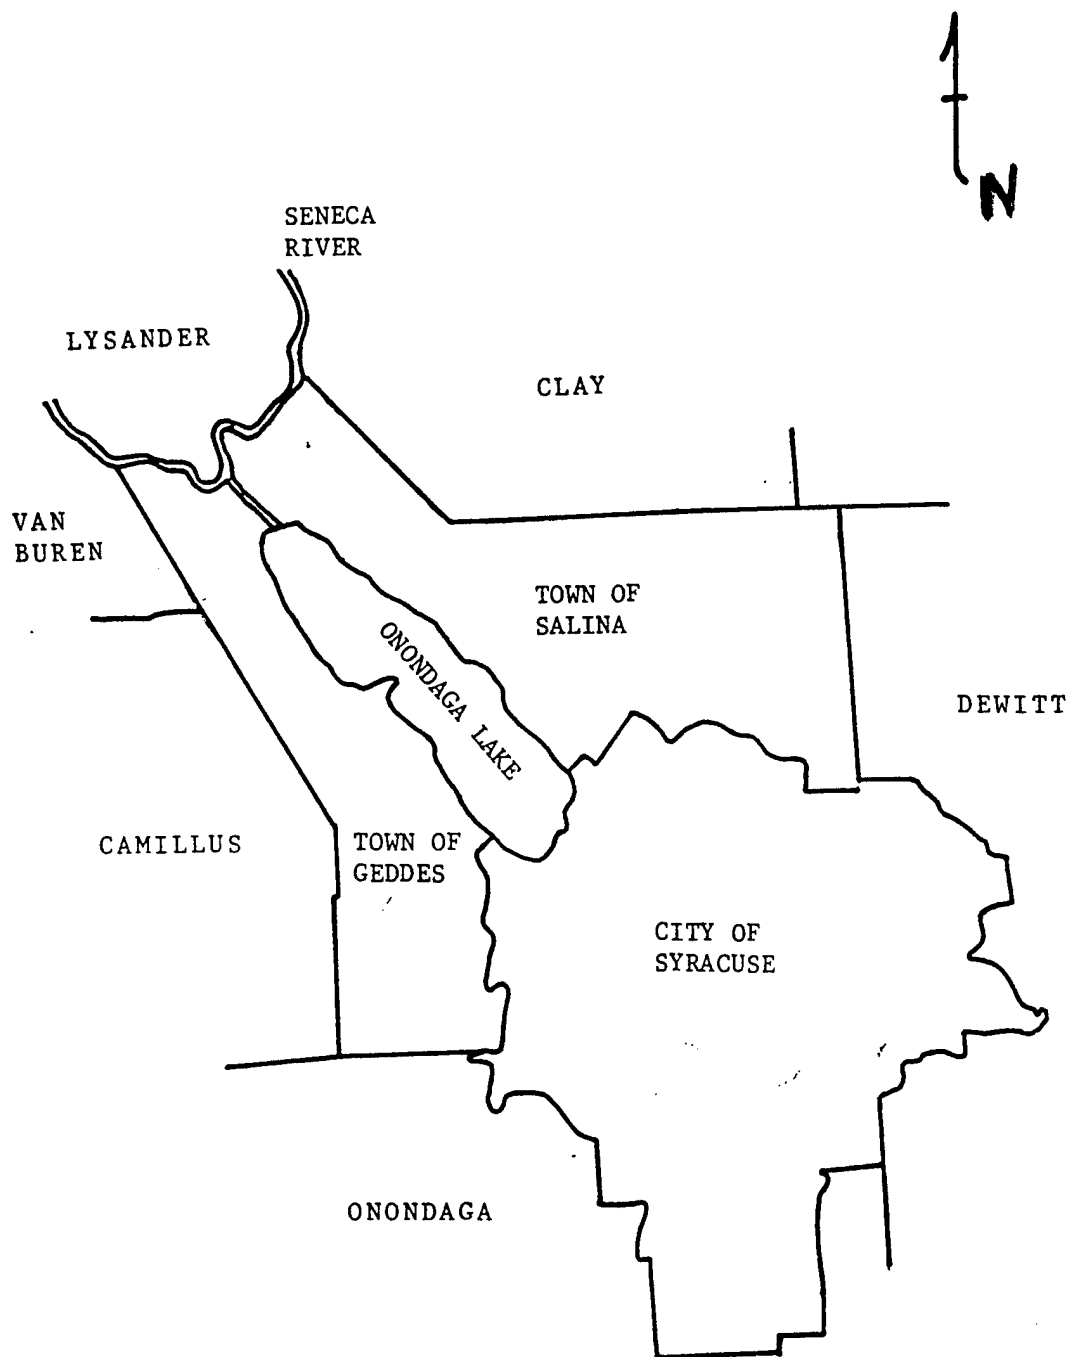 N
SENECA
RIVER
LYSANDER
CLAY
VAN
BUREN
TOWN OF
SALINA
ONONDAGA LAKE
DEWITT
CAMILLUS
TOWN OF
GEDDES
CITY OF
SYRACUSE
ONONDAGA